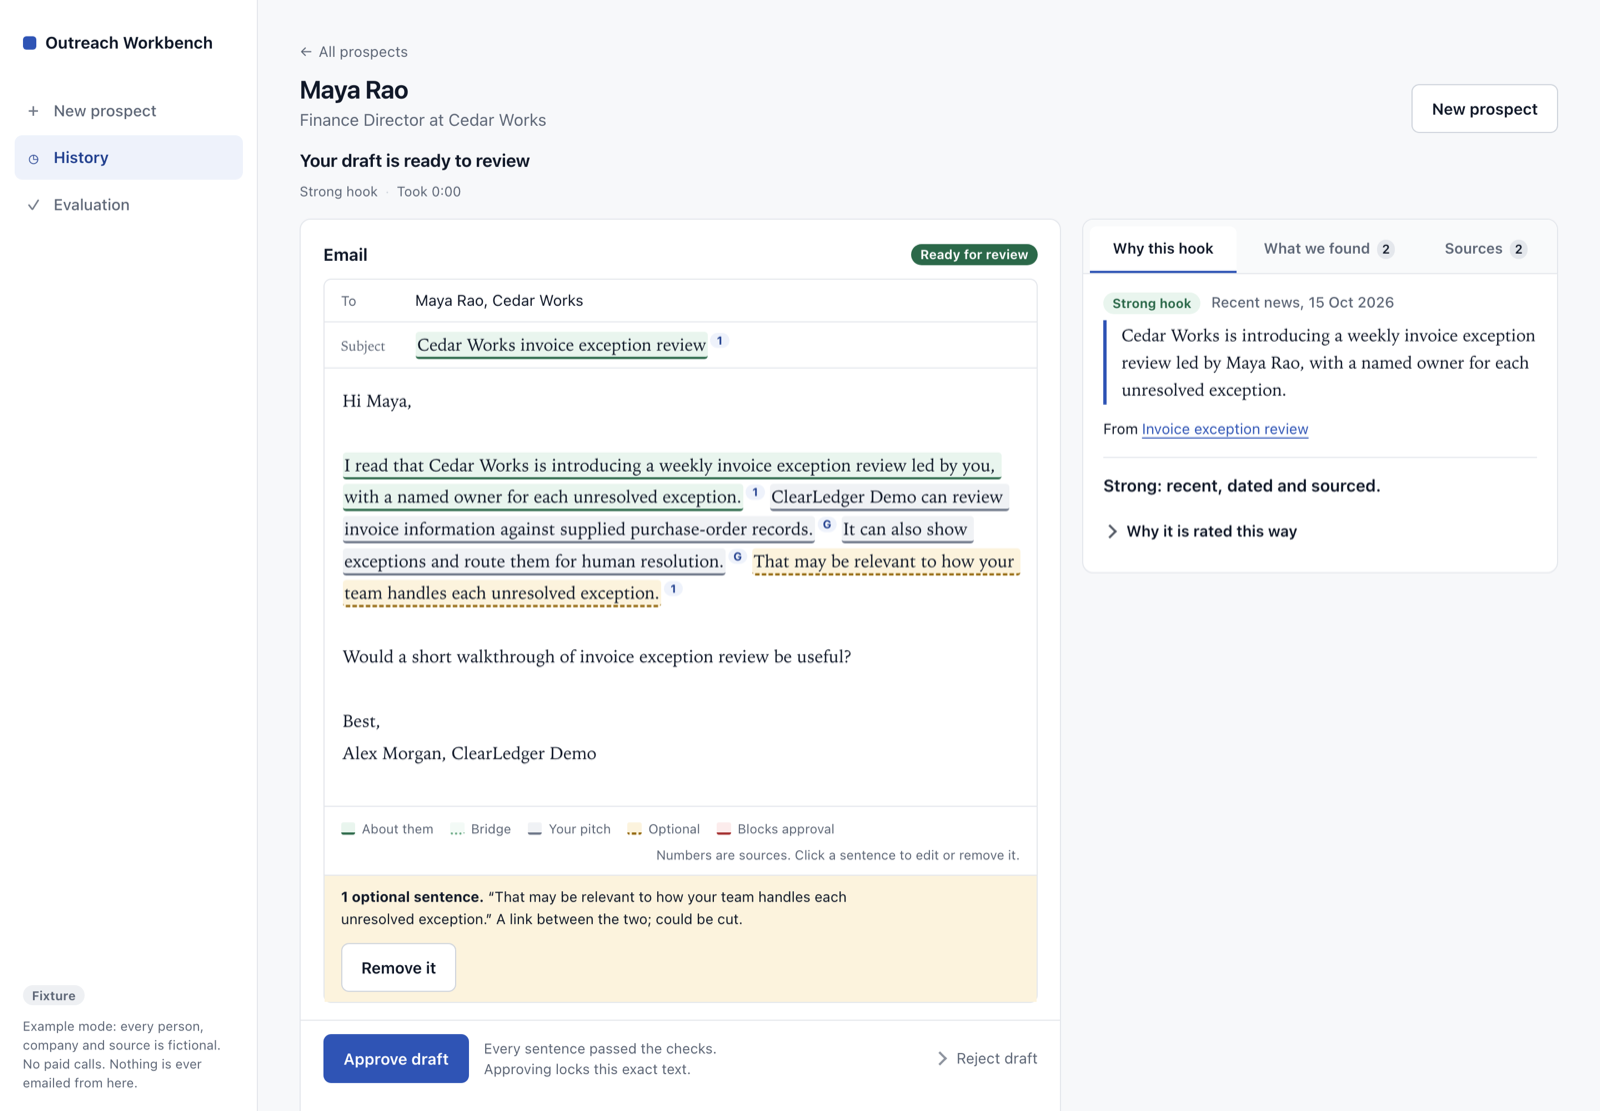 Outreach Workbench
+ New prospect
History
Evaluation
Fixture
Example mode: every person,
company and source is fictional.
No paid calls. Nothing is ever
emailed from here.
← All prospects
Maya Rao
Finance Director at Cedar Works
New prospect
Your draft is ready to review
Strong hook · Took 0:00
Email
Ready for review
To Maya Rao, Cedar Works
Subject Cedar Works invoice exception review 1
Hi Maya,
I read that Cedar Works is introducing a weekly invoice exception review led by you,
with a named owner for each unresolved exception. 1 ClearLedger Demo can review
invoice information against supplied purchase-order records. G It can also show
exceptions and route them for human resolution. G That may be relevant to how your
team handles each unresolved exception. 1
Would a short walkthrough of invoice exception review be useful?
Best,
Alex Morgan, ClearLedger Demo
About them Bridge Your pitch Optional Blocks approval
Numbers are sources. Click a sentence to edit or remove it.
1 optional sentence. “That may be relevant to how your team handles each
unresolved exception.” A link between the two; could be cut.
Remove it
Approve draft
Every sentence passed the checks.
Approving locks this exact text.
Reject draft
Why this hook What we found 2 Sources 2
Strong hook Recent news, 15 Oct 2026
Cedar Works is introducing a weekly invoice exception
review led by Maya Rao, with a named owner for each
unresolved exception.
From Invoice exception review
Strong: recent, dated and sourced.
Why it is rated this way